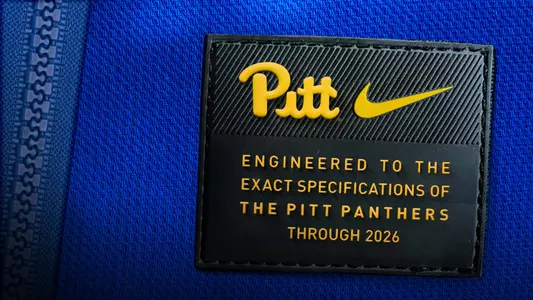 Pitt
ENGINEERED TO THE
EXACT SPECIFICATIONS OF
THE PITT PANTHERS
THROUGH 2026